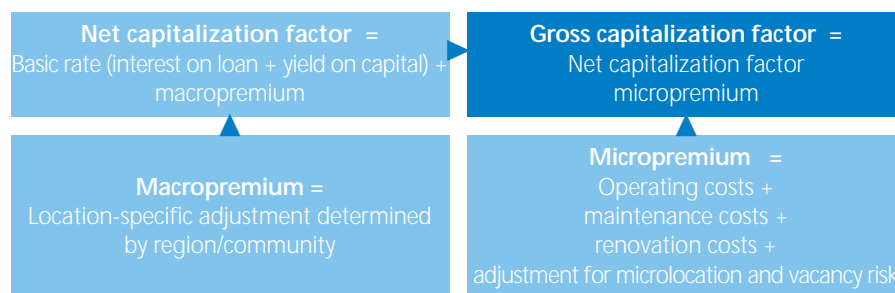 Net capitalization factor =
Basic rate (interest on loan + yield on capital) +
macropremium
Gross capitalization factor =
Net capitalization factor
micropremium
Macropremium =
Location-specific adjustment determined
by region/community
Micropremium =
Operating costs +
maintenance costs +
renovation costs +
adjustment for microlocation and vacancy risk